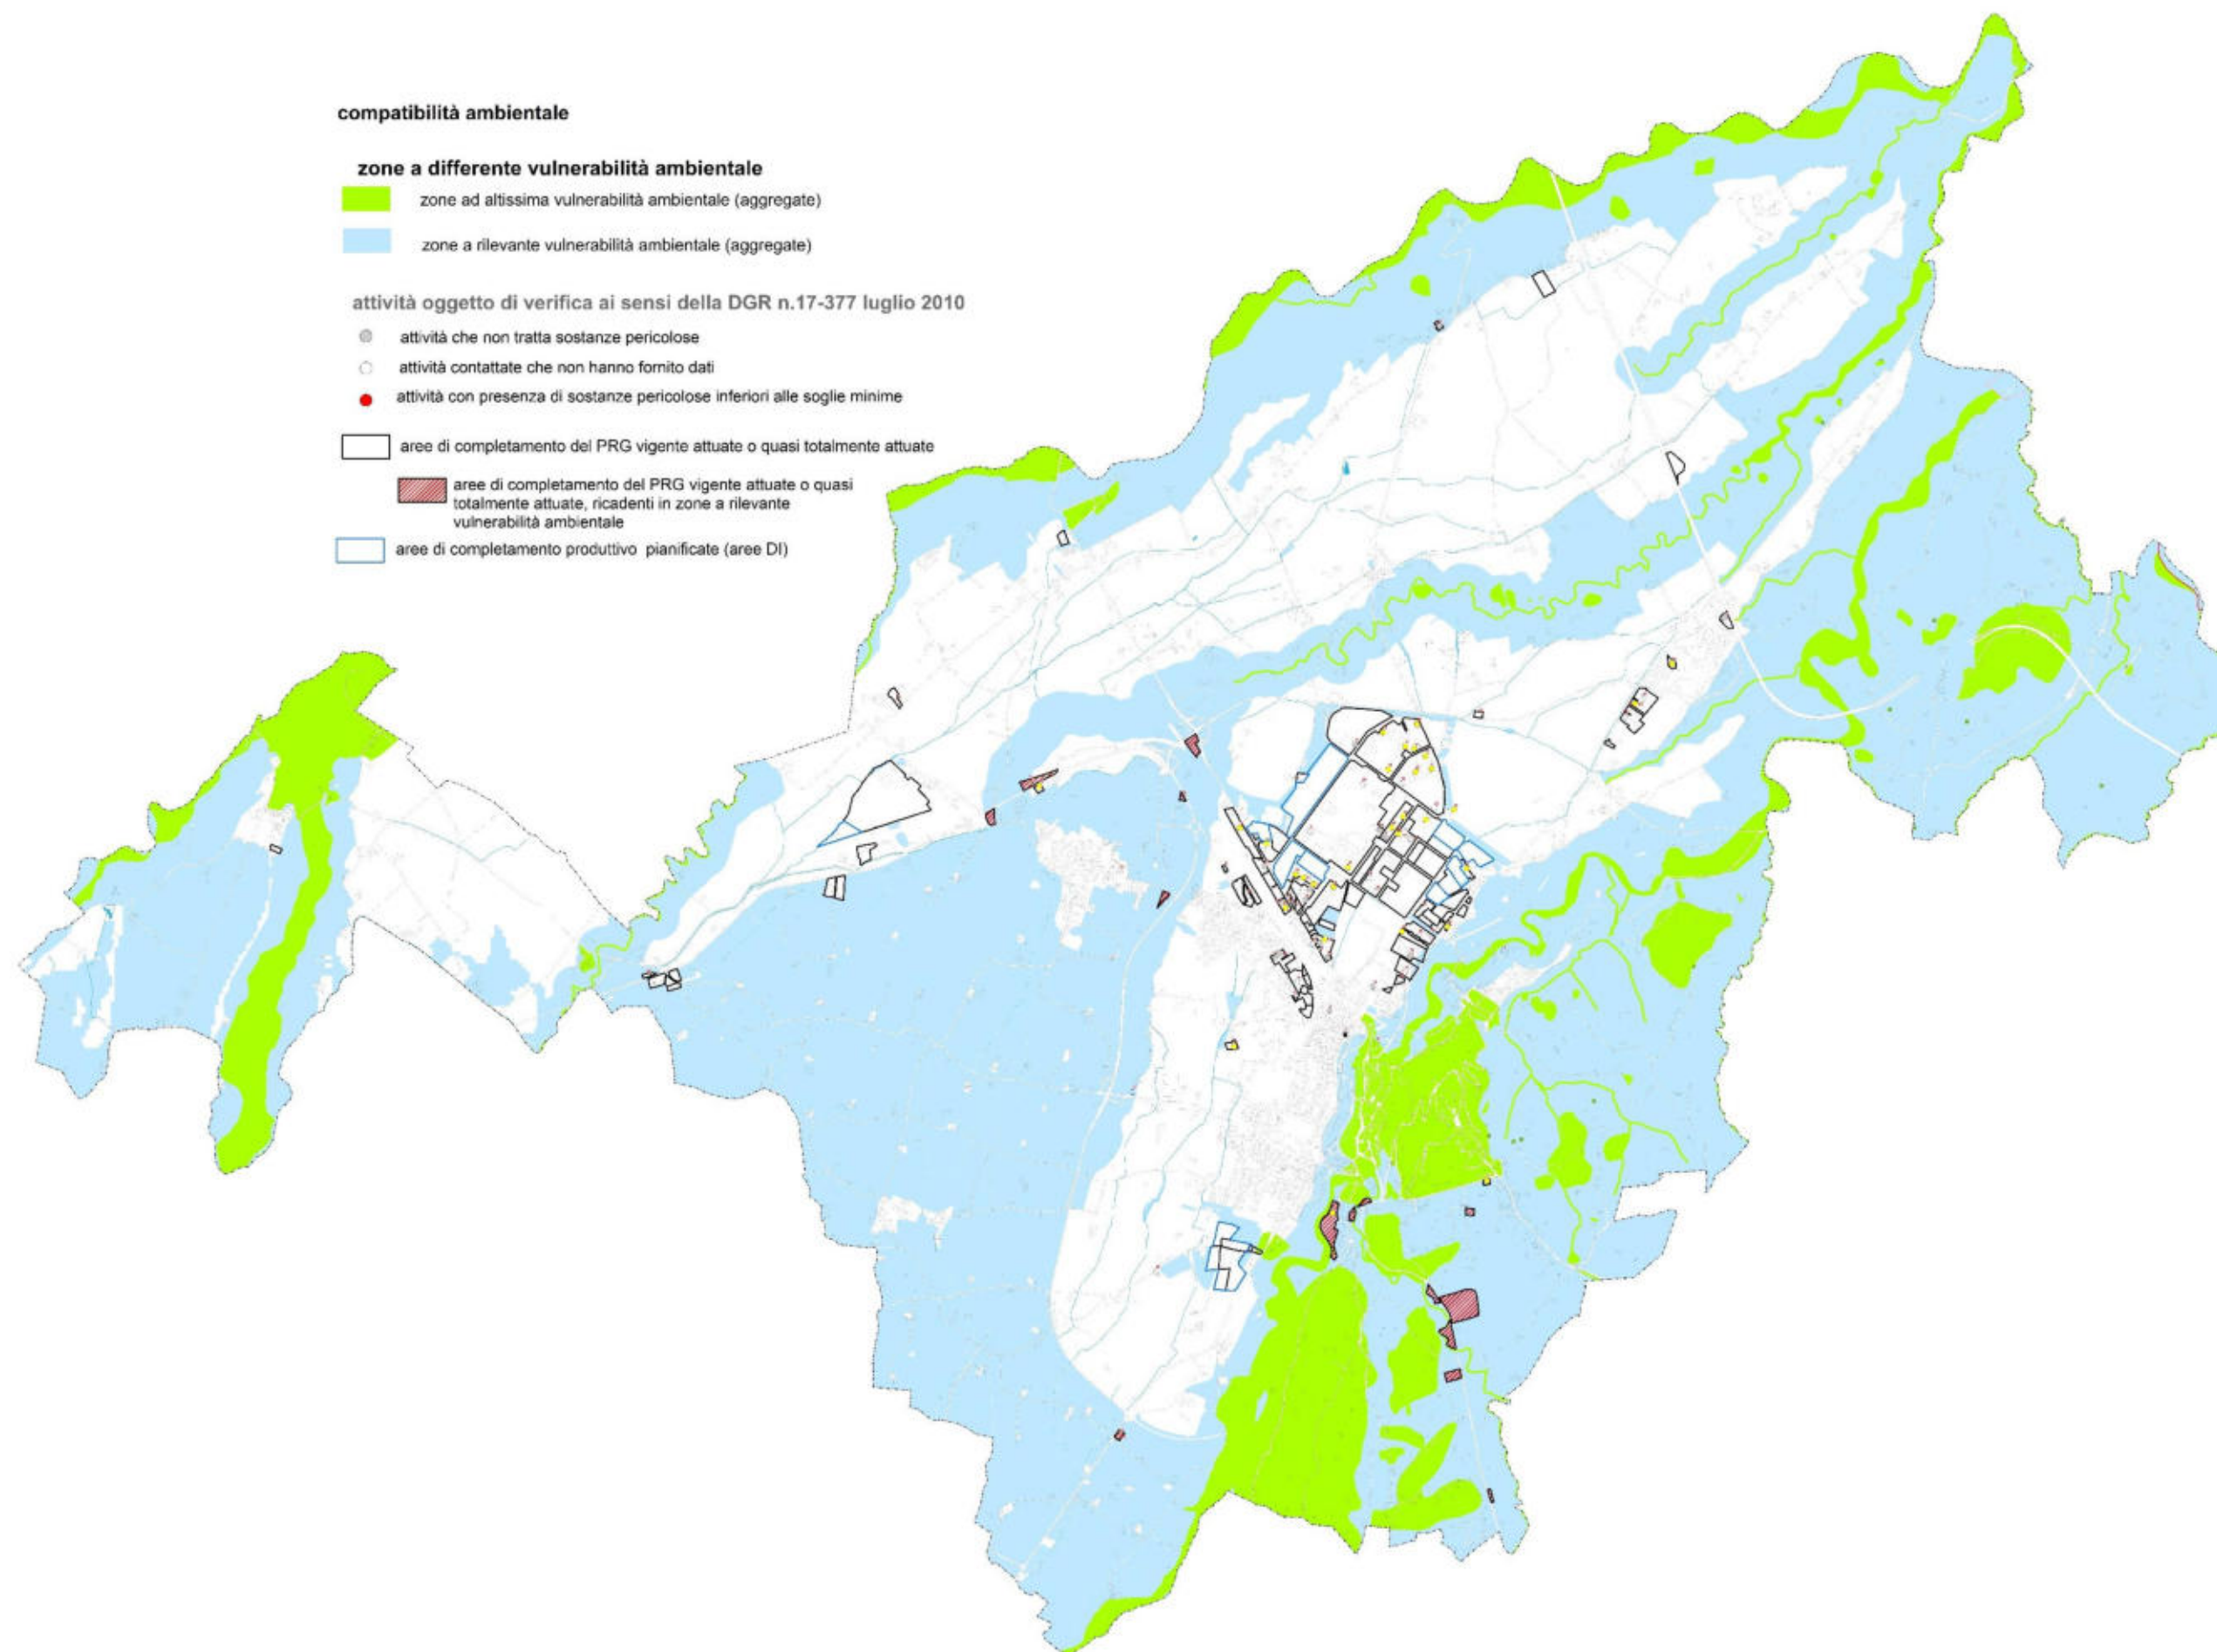 compatibilità ambientale
zone a differente vulnerabilità ambientale
zone ad altissima vulnerabilità ambientale (aggregate)
zone a rilevante vulnerabilità ambientale (aggregate)
attività oggetto di verifica ai sensi della DGR n.17-377 luglio 2010
attività che non tratta sostanze pericolose
attività contattate che non hanno fornito dati
attività con presenza di sostanze pericolose inferiori alle soglie minime
aree di completamento del PRG vigente attuate o quasi totalmente attuate
aree di completamento del PRG vigente attuate o quasi
totalmente attuate, ricadenti in zone a rilevante
vulnerabilità ambientale
aree di completamento produttivo pianificate (aree DI)